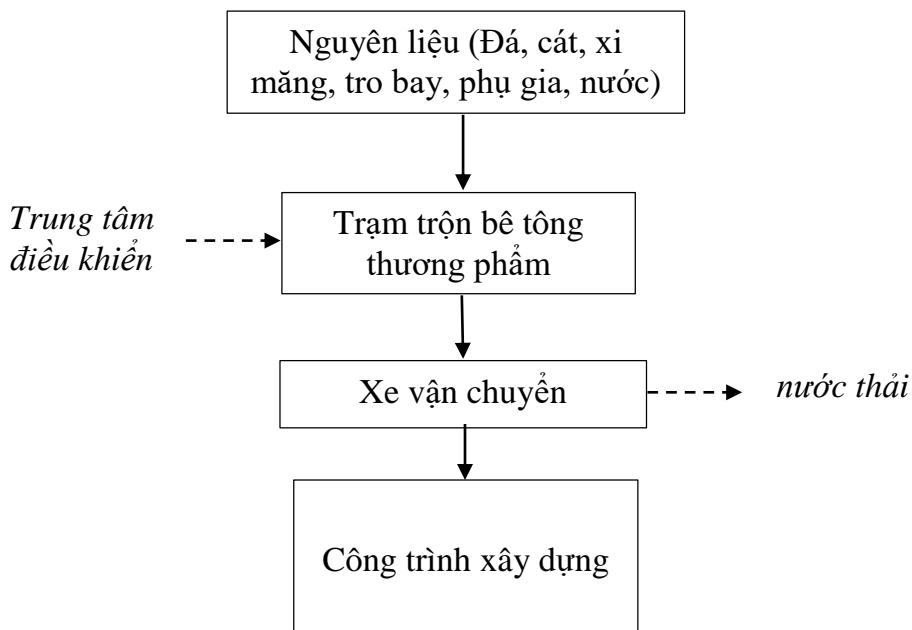 Nguyên liệu (Đá, cát, xi
măng, tro bay, phụ gia, nước)
Trung tâm
điều khiển
Trạm trộn bê tông
thương phẩm
Xe vận chuyển
nước thải
Công trình xây dựng